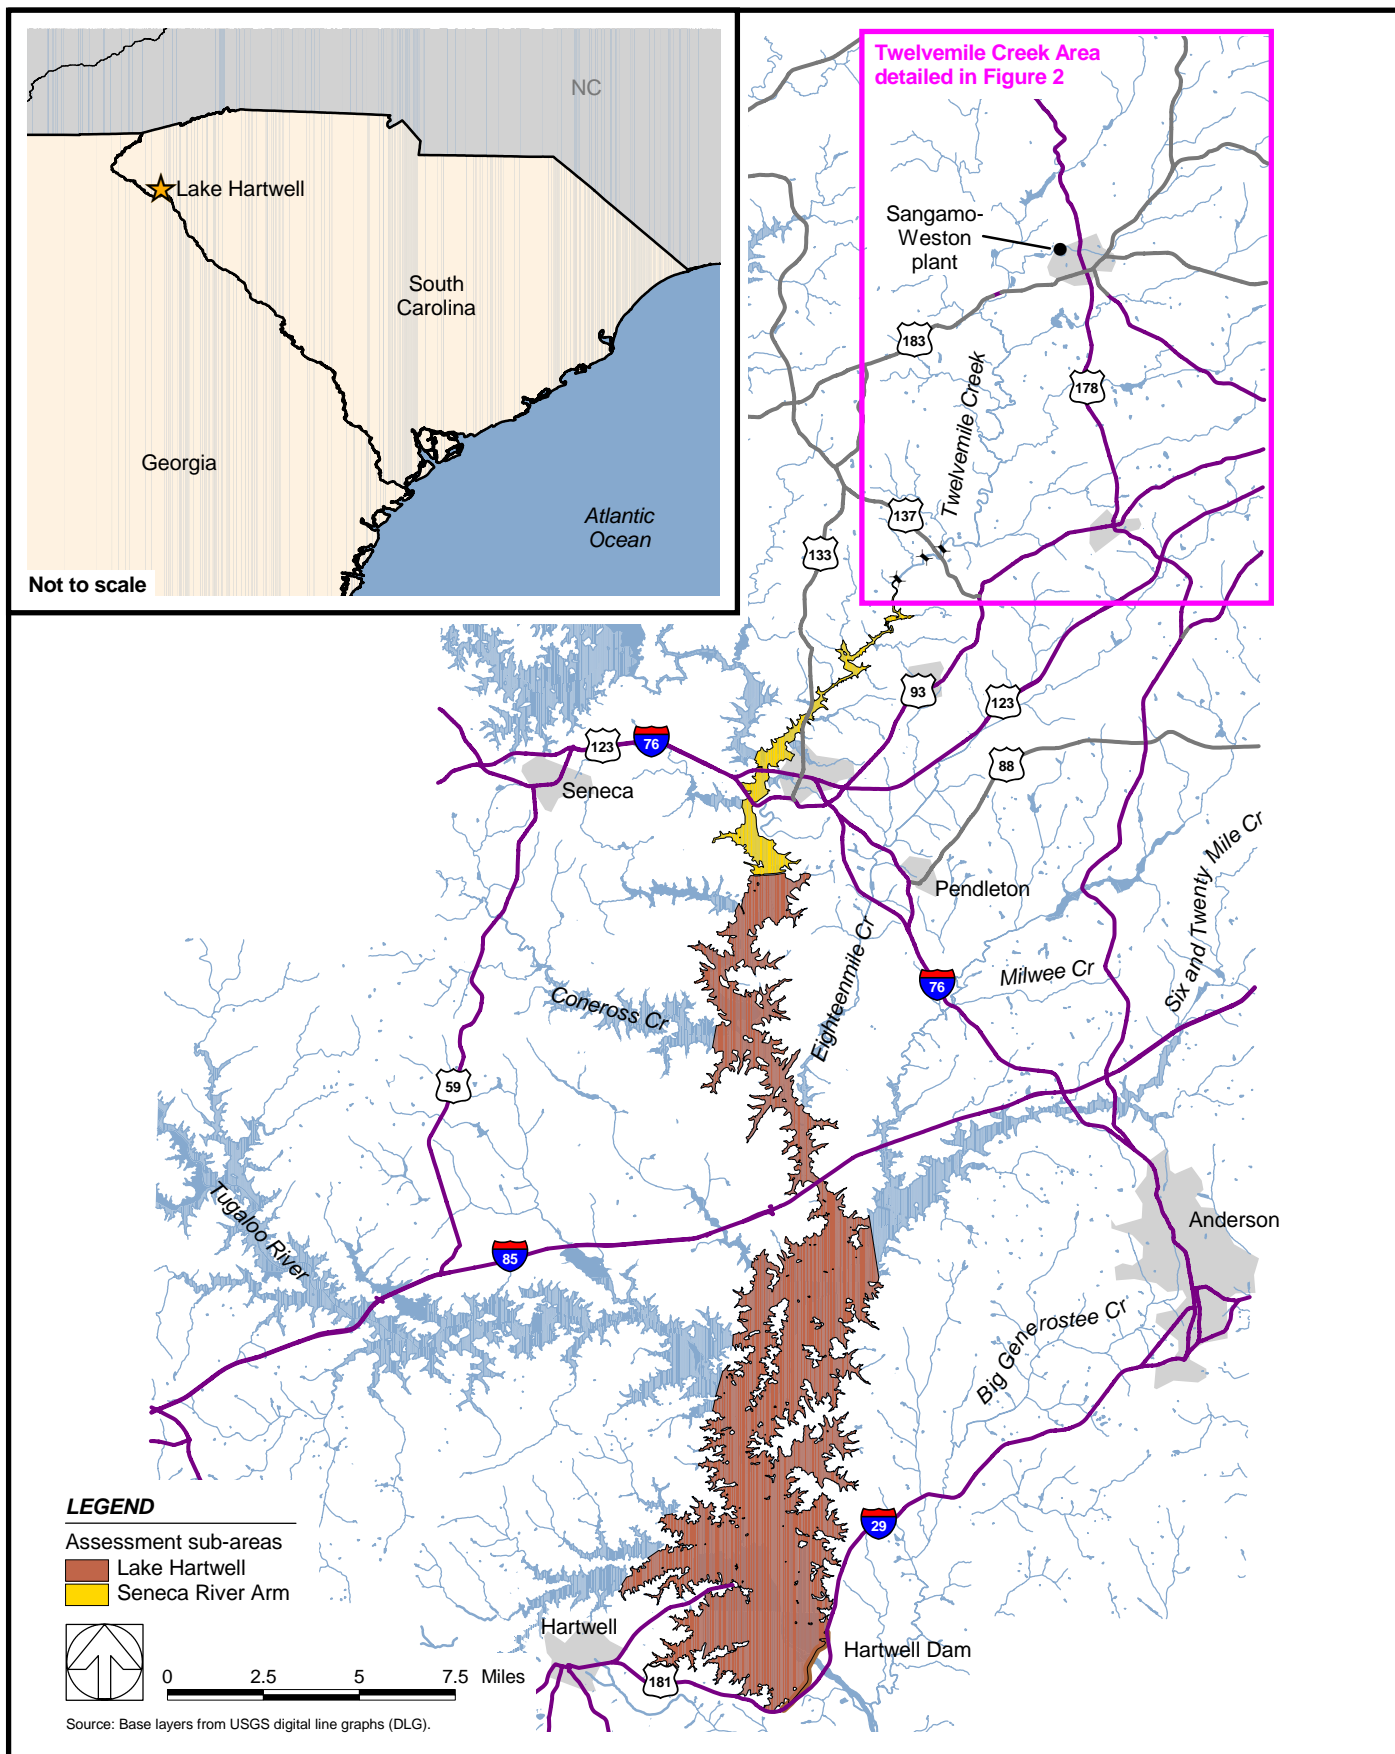 NC
Lake Hartwell
South
Carolina
Georgia
Atlantic
Ocean
Not to scale
Twelvemile Creek Area
detailed in Figure 2
Sangamo-
Weston
plant
183
178
Twelvemile Creek
137
133
93
123
123
76
88
Seneca
Pendleton
Six and Twenty Mile Cr
Eighteenmile Cr
Milwee Cr
76
Coneross Cr
59
Tugaloo River
Anderson
85
Big Generostee Cr
29
LEGEND
Assessment sub-areas
Lake Hartwell
Seneca River Arm
Hartwell
Hartwell Dam
181
0 2.5 5 7.5 Miles
Source: Base layers from USGS digital line graphs (DLG).